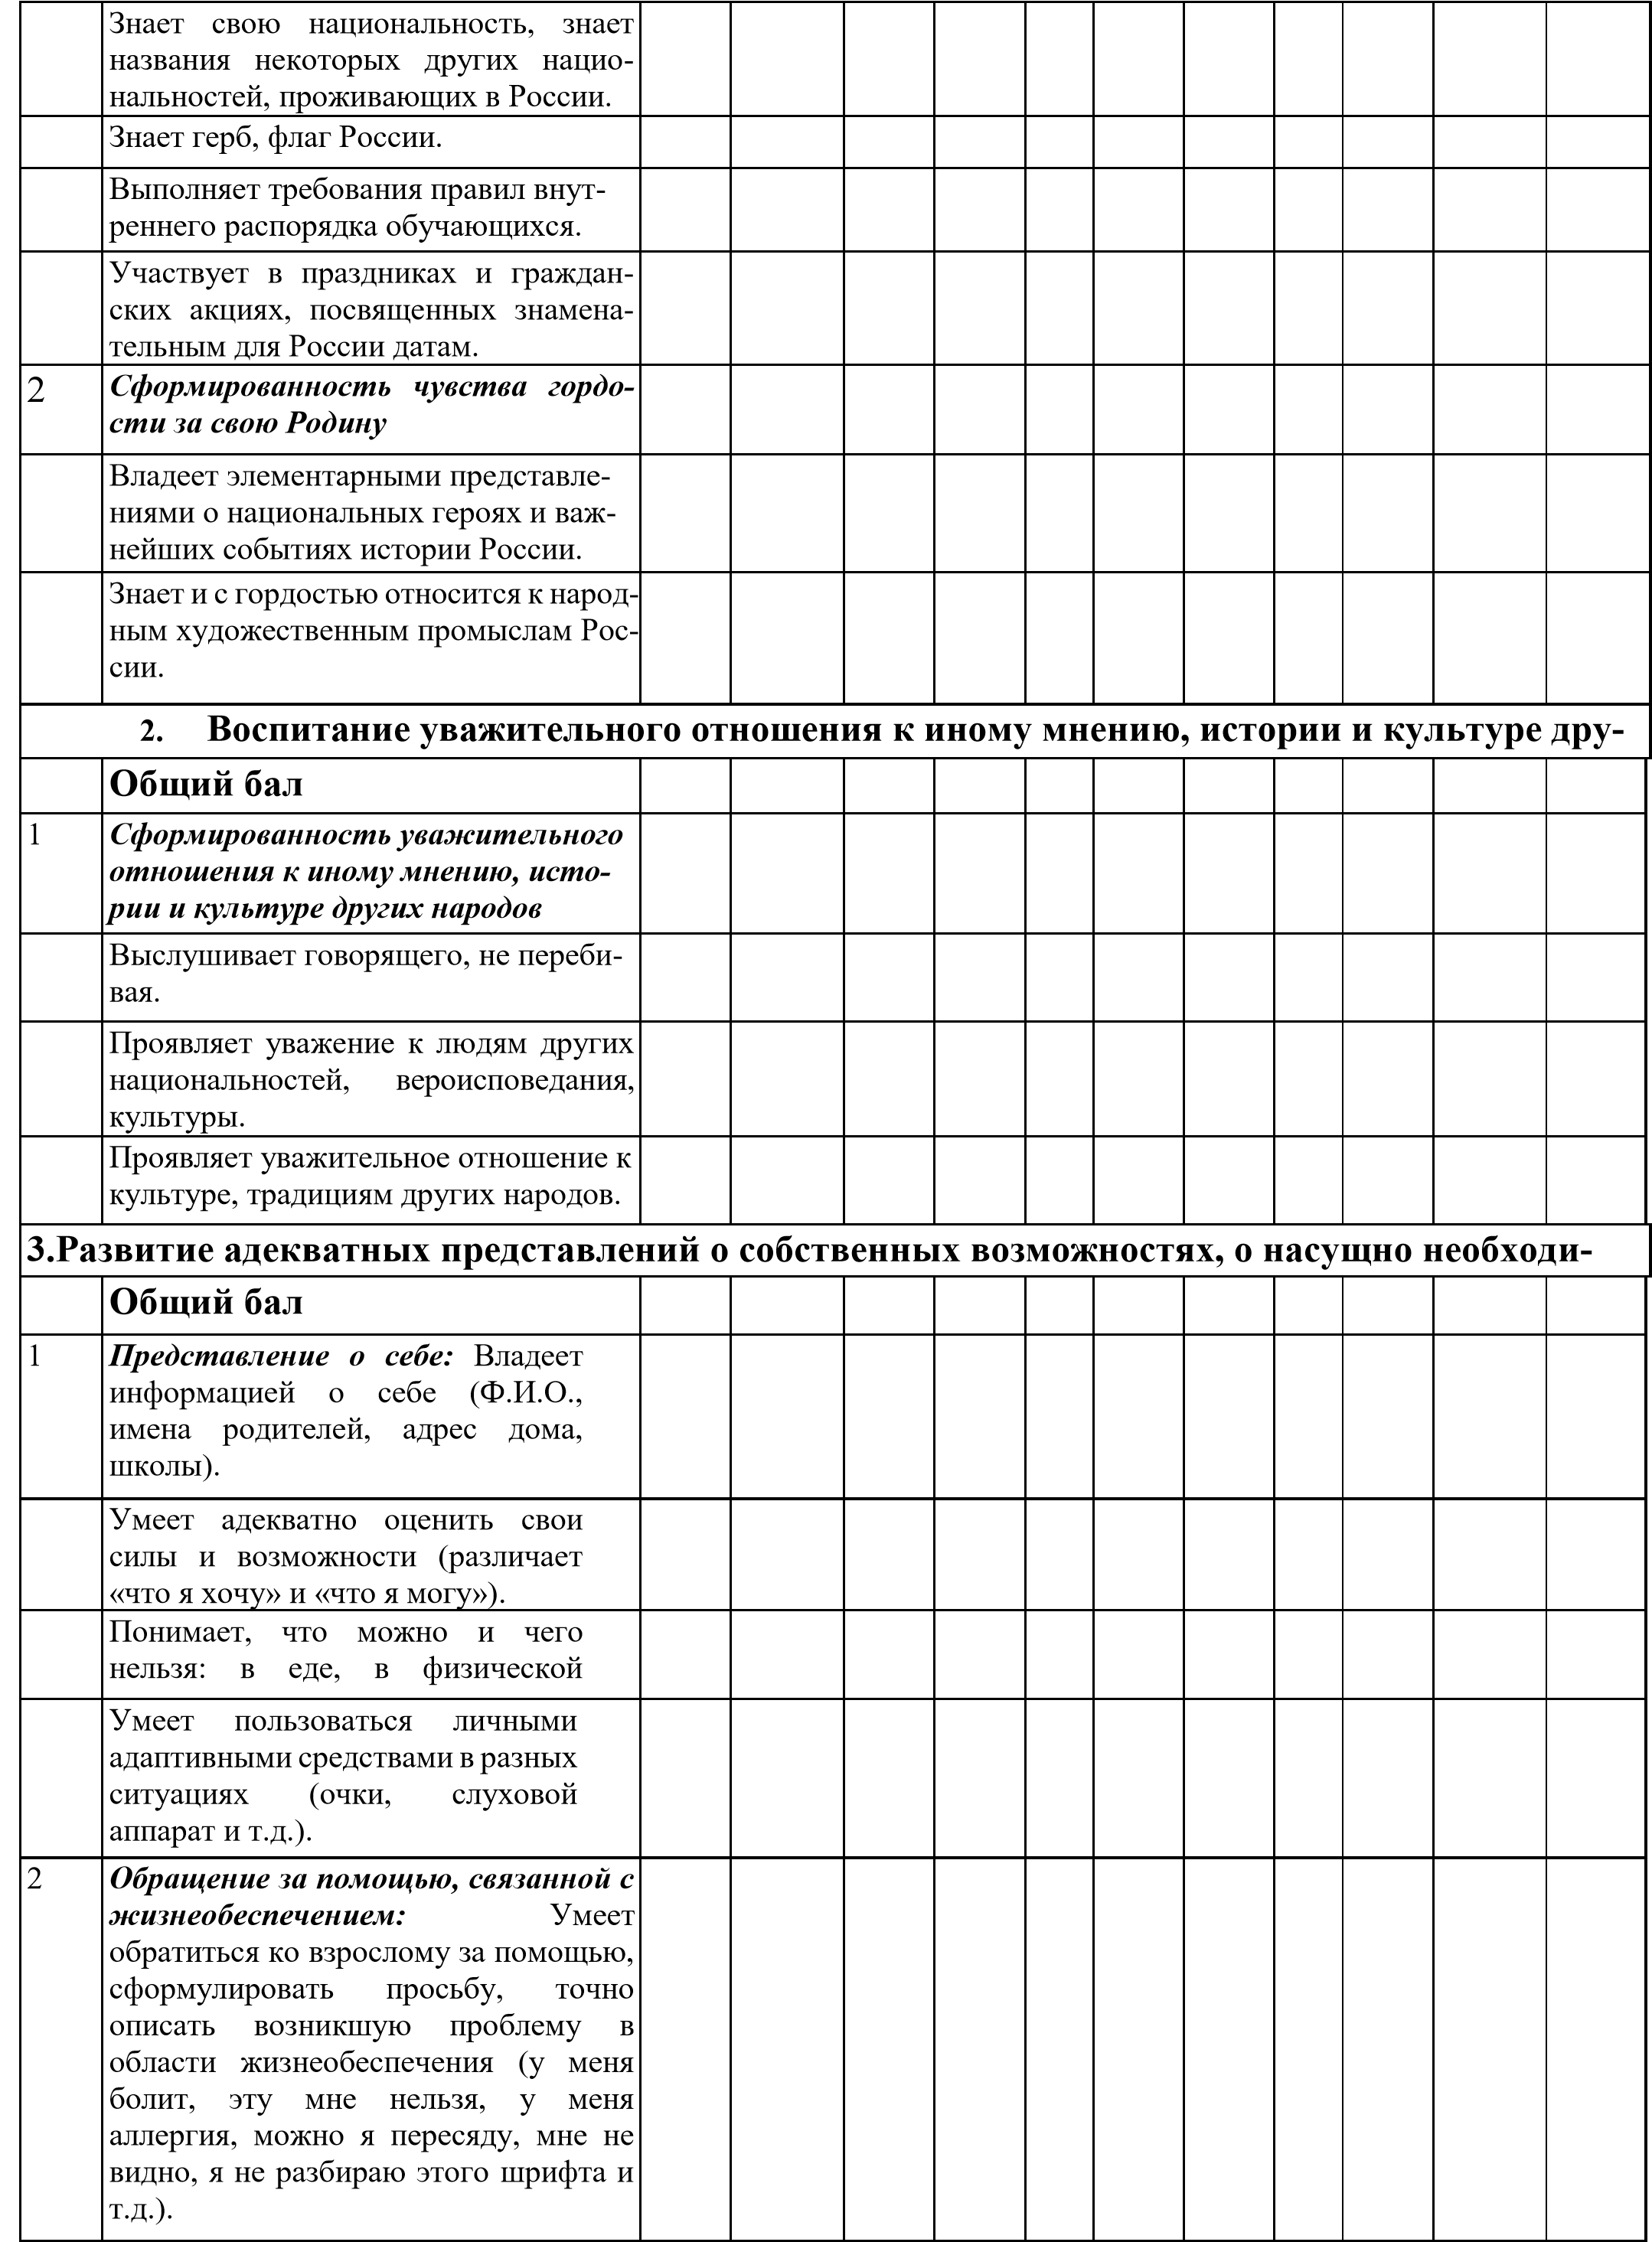 Знает свою национальность, знает
названия некоторых других нацио-
нальностей, проживающих в России.
Знает герб, флаг России.
Выполняет требования правил внут-
реннего распорядка обучающихся.
Участвует в праздниках и граждан-
ских акциях, посвященных знамена-
тельным для России датам.
2 Сформированность чувства гордо-
сти за свою Родину
Владеет элементарными представле-
ниями о национальных героях и важ-
нейших событиях истории России.
Знает и с гордостью относится к народ-
ным художественным промыслам Рос-
сии.
2. Воспитание уважительного отношения к иному мнению, истории и культуре дру-
Общий бал
1 Сформированность уважительного
отношения к иному мнению, исто-
рии и культуре других народов
Выслушивает говорящего, не переби-
вая.
Проявляет уважение к людям других
национальностей, вероисповедания,
культуры.
Проявляет уважительное отношение к
культуре, традициям других народов.
3.Развитие адекватных представлений о собственных возможностях, о насущно необходи-
Общий бал
1 Представление о себе: Владеет
информацией о себе (Ф.И.О.,
имена родителей, адрес дома,
школы).
Умеет адекватно оценить свои
силы и возможности (различает
«что я хочу» и «что я могу»).
Понимает, что можно и чего
нельзя: в еде, в физической
Умеет пользоваться личными
адаптивными средствами в разных
ситуациях (очки, слуховой
аппарат и т.д.).
2 Обращение за помощью, связанной с
жизнеобеспечением: Умеет
обратиться ко взрослому за помощью,
сформулировать просьбу, точно
описать возникшую проблему в
области жизнеобеспечения (у меня
болит, эту мне нельзя, у меня
аллергия, можно я пересяду, мне не
видно, я не разбираю этого шрифта и
т.д.).